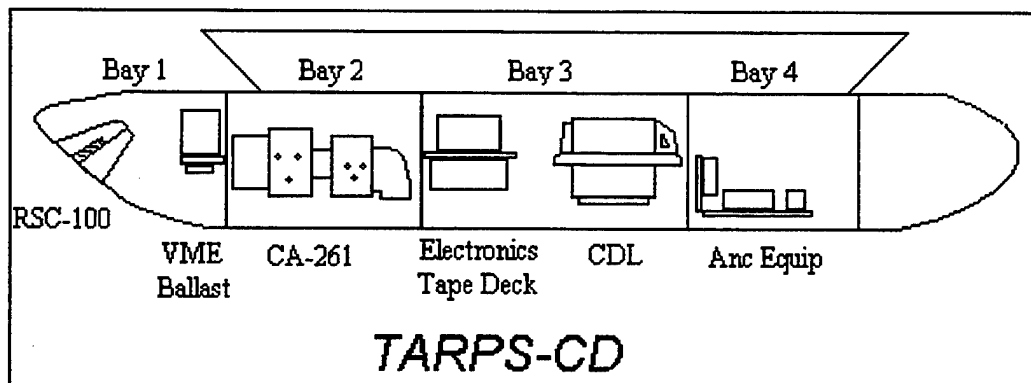 Bay 1
Bay 2
Bay 3
Bay 4
RSC-100
VME
Ballast
CA-261
Electronics
Tape Deck
CDL
Anc Equip
TARPS-CD